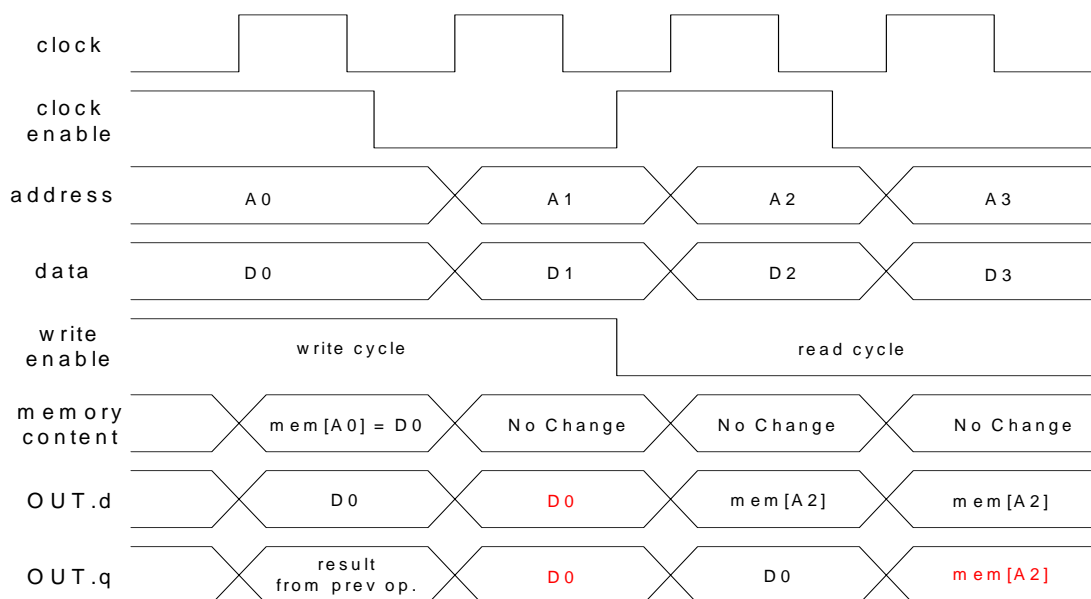 clock
clock
enable
address
A0
A1
A2
A3
data
D0
D1
D2
D3
write
enable
write cycle
read cycle
memory
content
mem[A0] = D0
No Change
No Change
No Change
OUT.d
D0
D0
mem[A2]
mem[A2]
OUT.q
result
from prev op.
D0
D0
mem[A2]